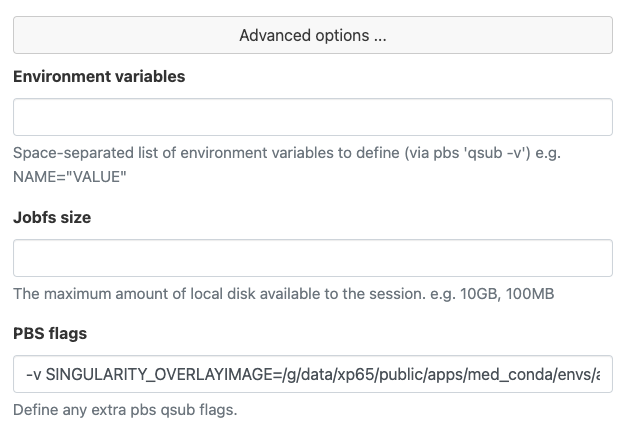 Advanced options ...
Environment variables
Space-separated list of environment variables to define (via pbs 'qsub -v') e.g.
NAME="VALUE"
Jobfs size
The maximum amount of local disk available to the session. e.g. 10GB, 100MB
PBS flags
-v SINGULARITY_OVERLAYIMAGE=/g/data/xp65/public/apps/med_conda/envs/
Define any extra pbs qsub flags.